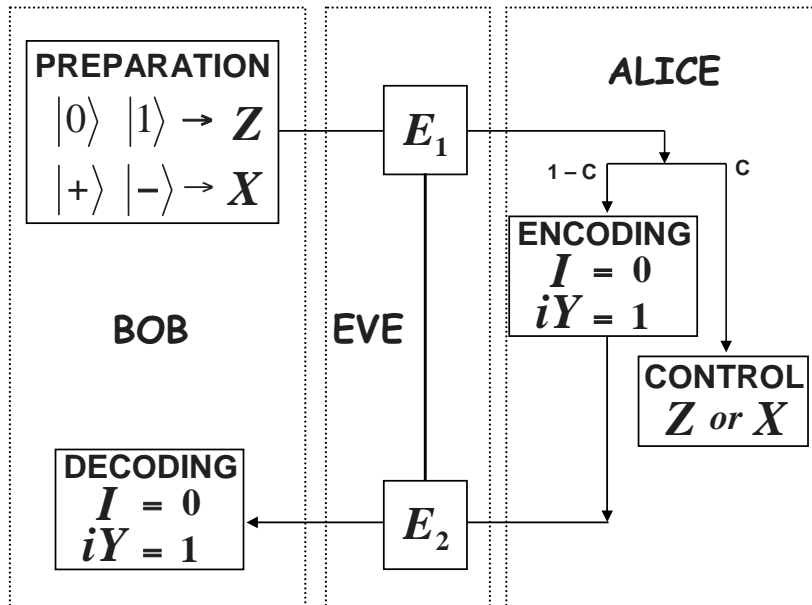 PREPARATION
|0⟩ |1⟩ → Z
|+⟩ |−⟩ → X
BOB
DECODING
I = 0
iY = 1
E₁
EVE
E₂
ALICE
1 – C
C
ENCODING
I = 0
iY = 1
CONTROL
Z or X